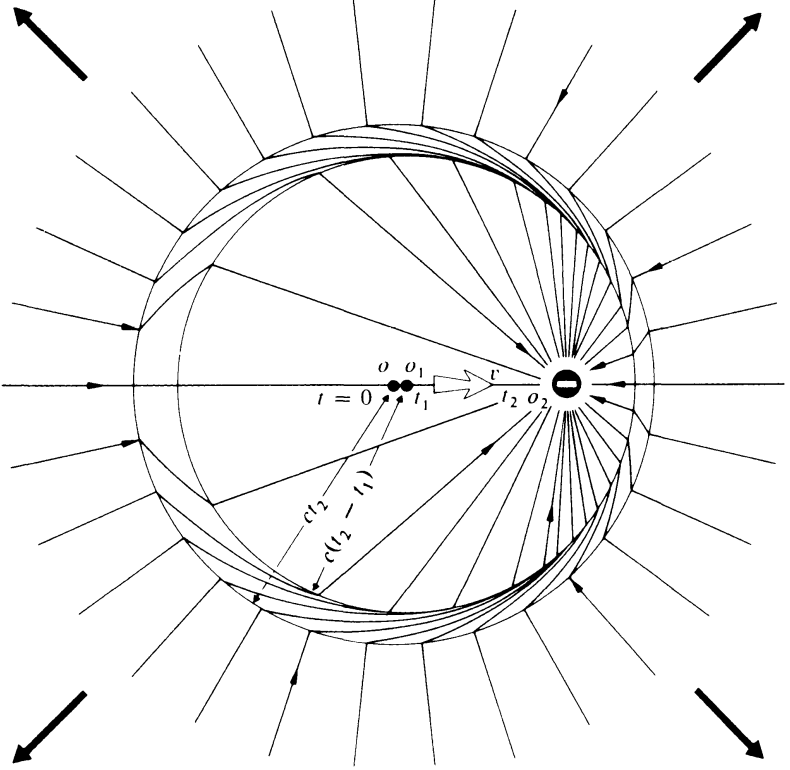 o o₁ v
t = 0 t₁ t₂ o₂
ct₂
c(t₂ − t₁)